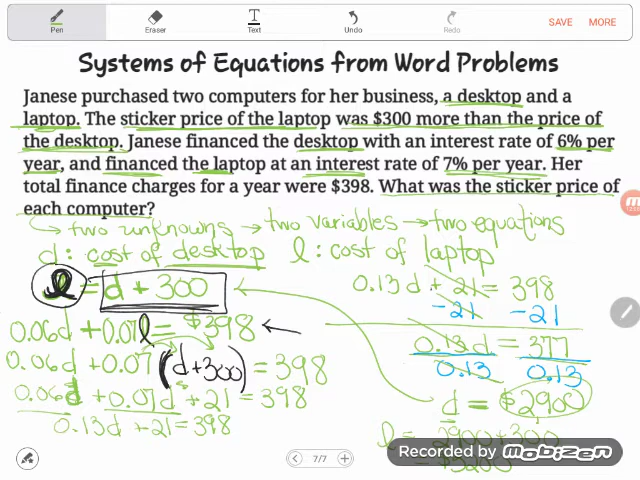 Pen Eraser Text Undo Redo SAVE MORE
Systems of Equations from Word Problems
Janese purchased two computers for her business, a desktop and a
laptop. The sticker price of the laptop was $300 more than the price of
the desktop. Janese financed the desktop with an interest rate of 6% per
year, and financed the laptop at an interest rate of 7% per year. Her
total finance charges for a year were $398. What was the sticker price of
each computer?
↳ two unknowns → two variables → two equations
d: cost of desktop l: cost of laptop
l = d + 300
0.06d + 0.07l = $398 ←
0.06d + 0.07(d+300) = 398
0.06d + 0.07d + 21 = 398
0.13d + 21 = 398
0.13d + 21 = 398
-21 -21
0.13d = 377
0.13 0.13
d = $2900
l = 2900 + 300
= $3200
7/7
Recorded by mobizen